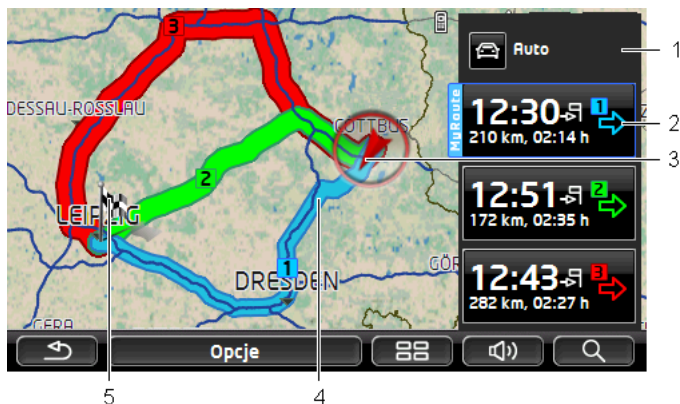 3
Auto
1
12:30
1
MyRoute
210 km, 02:14 h
2
DESSAU-ROSSLAU
COTTBUS
3
2
12:51
2
172 km, 02:35 h
LEIPZIG
12:43
3
282 km, 02:27 h
DRESDEN
1
GÖR
GERA
Opcje
5
4